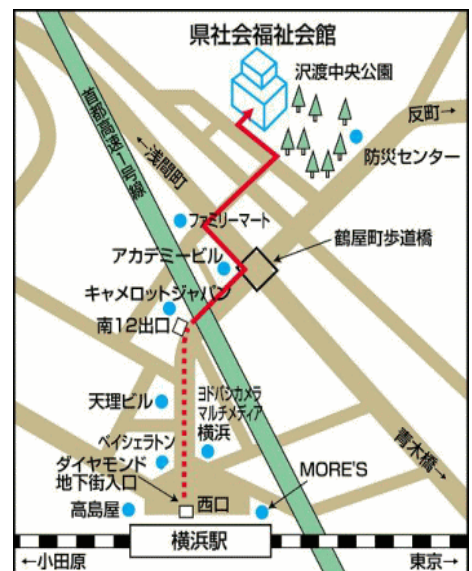 県社会福祉会館
沢渡中央公園
反町→
首都高速1号線
←浅間町
防災センター
ファミリーマート
鶴屋町歩道橋
アカデミービル
キャメロットジャパン
南12出口
天理ビル
ヨドバシカメラ
マルチメディア
横浜
ベイシェラトン
青木橋→
ダイヤモンド
地下街入口
MORE'S
高島屋
西口
横浜駅
←小田原
東京→